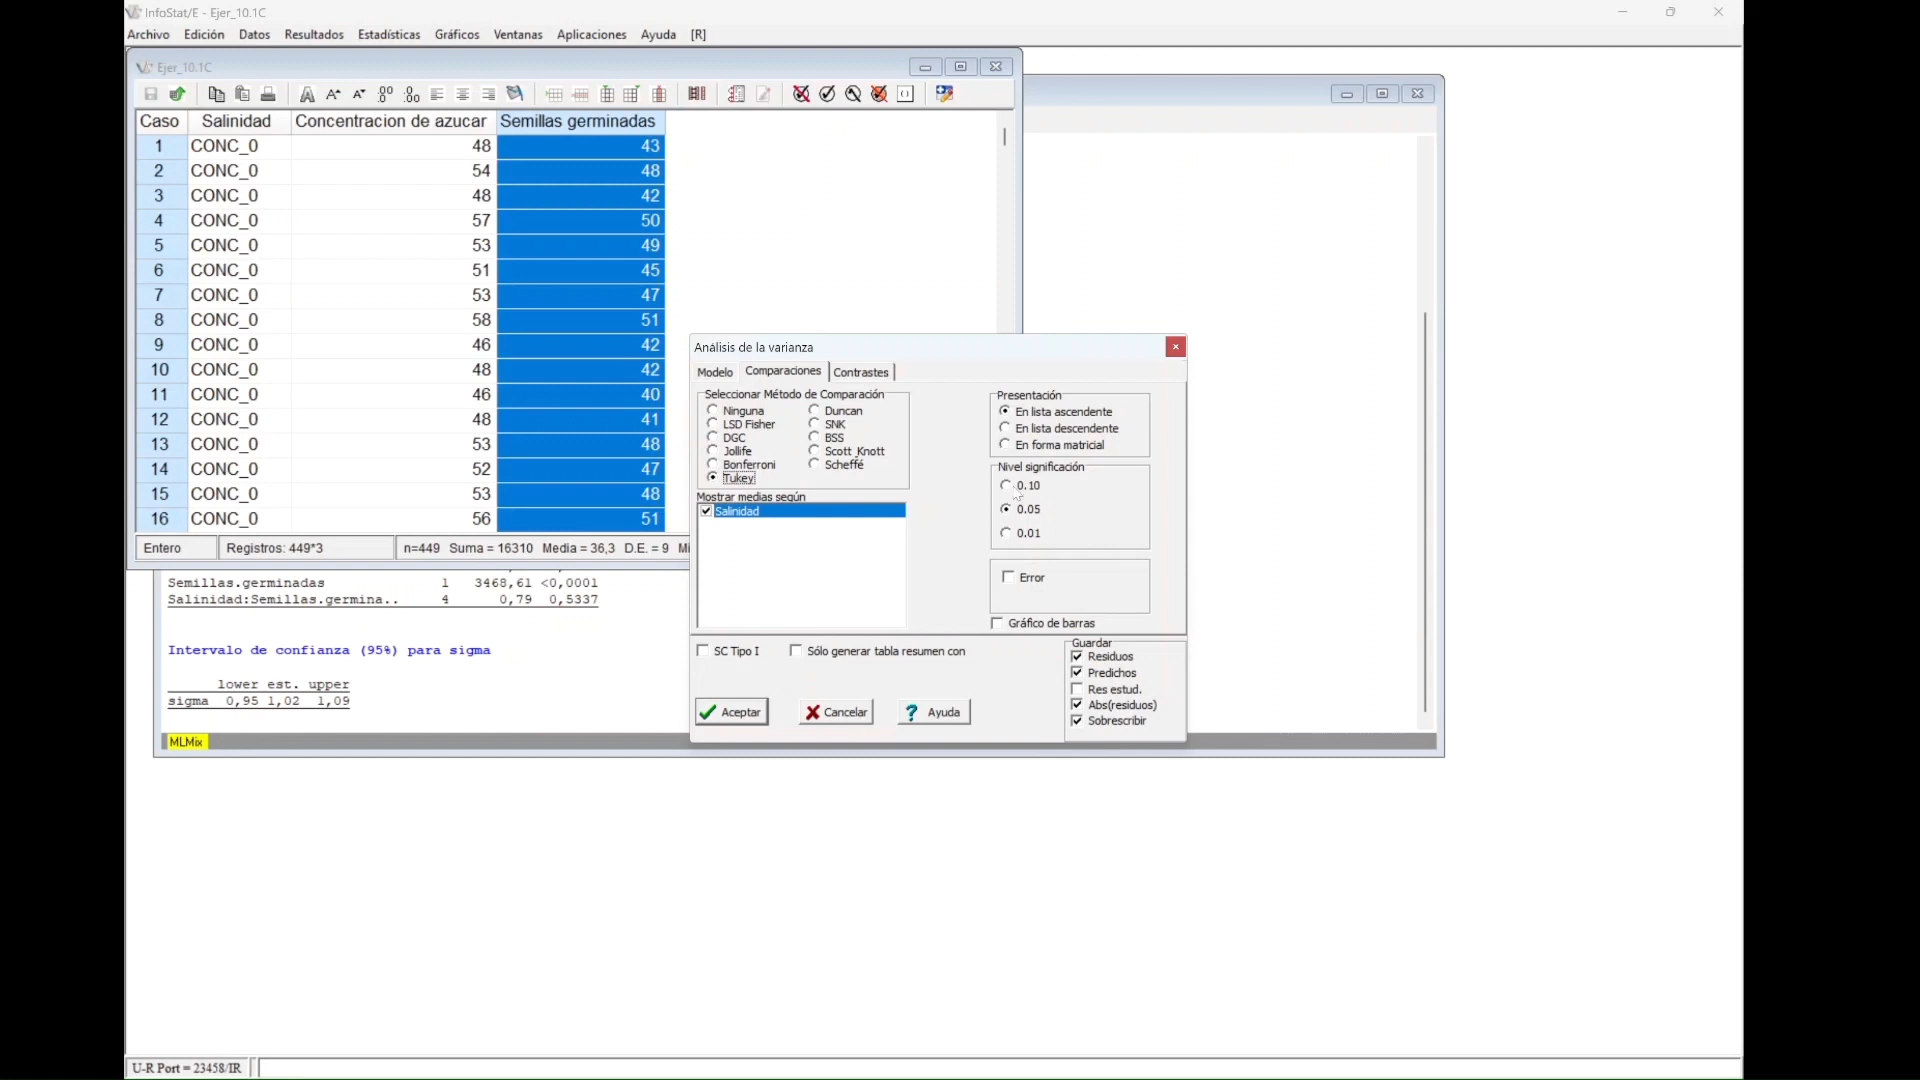 InfoStat/E - Ejer_10.1C
Archivo Edición Datos Resultados Estadísticas Gráficos Ventanas Aplicaciones Ayuda [R]
Ejer_10.1C
Caso Salinidad Concentracion de azucar Semillas germinadas
1 CONC_0 48 43
2 CONC_0 54 48
3 CONC_0 48 42
4 CONC_0 57 50
5 CONC_0 53 49
6 CONC_0 51 45
7 CONC_0 53 47
8 CONC_0 58 51
9 CONC_0 46 42
10 CONC_0 48 42
11 CONC_0 46 40
12 CONC_0 48 41
13 CONC_0 53 48
14 CONC_0 52 47
15 CONC_0 53 48
16 CONC_0 56 51
Entero Registros: 449*3 n=449 Suma = 16310 Media = 36,3 D.E. = 9
Semillas.germinadas 1 3468,61 <0,0001
Salinidad:Semillas.germina.. 4 0,79 0,5337
Intervalo de confianza (95%) para sigma
lower est. upper
sigma 0,95 1,02 1,09
MLMix
Análisis de la varianza
Modelo Comparaciones Contrastes
Seleccionar Método de Comparación
Ninguna Duncan
LSD Fisher SNK
DGC BSS
Jollife Scott_Knott
Bonferroni Scheffé
Tukey
Mostrar medias según
Salinidad
Presentación
En lista ascendente
En lista descendente
En forma matricial
Nivel significación
0.10
0.05
0.01
Error
Gráfico de barras
SC Tipo I Sólo generar tabla resumen con
Guardar
Residuos
Predichos
Res estud.
Abs(residuos)
Sobrescribir
Aceptar Cancelar Ayuda
U-R Port = 23458/IR